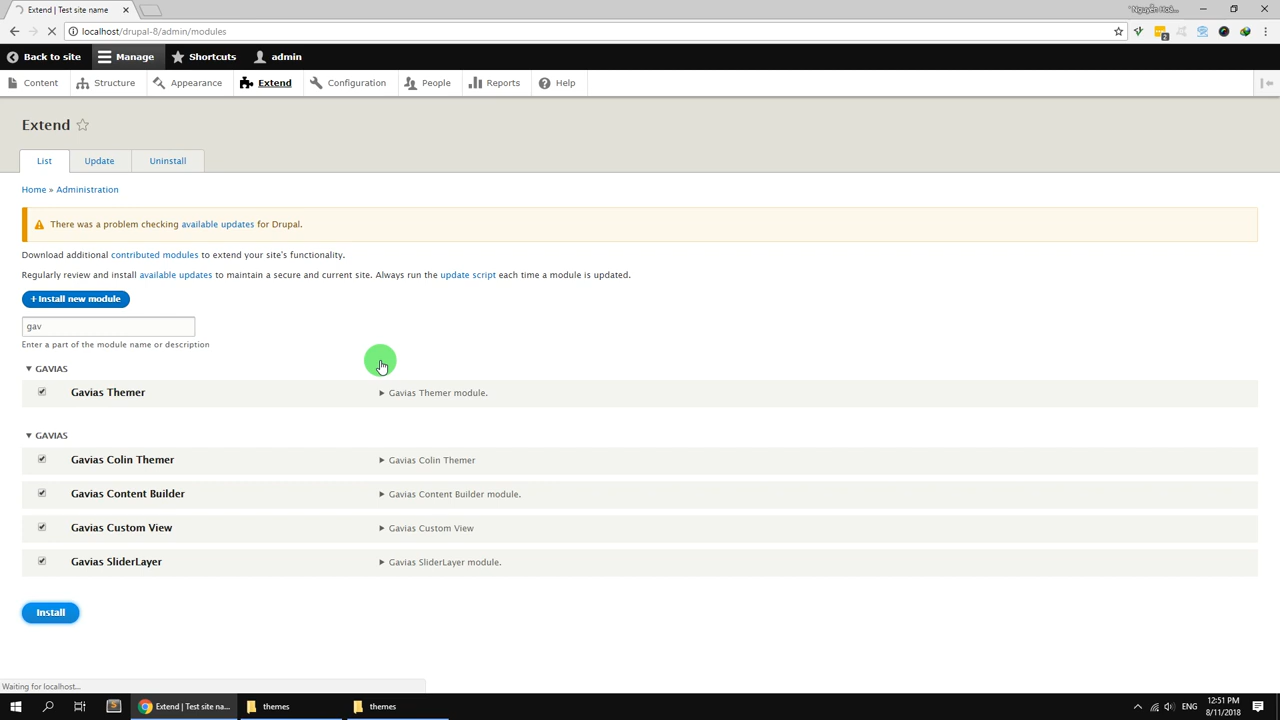 Extend | Test site name
localhost/drupal-8/admin/modules
2
Back to site
Manage
Shortcuts
admin
Content
Structure
Appearance
Extend
Configuration
People
Reports
Help
Extend
List
Update
Uninstall
Home » Administration
There was a problem checking available updates for Drupal.
Download additional contributed modules to extend your site's functionality.
Regularly review and install available updates to maintain a secure and current site. Always run the update script each time a module is updated.
+ Install new module
gav
Enter a part of the module name or description
GAVIAS
Gavias Themer
Gavias Themer module.
GAVIAS
Gavias Colin Themer
Gavias Colin Themer
Gavias Content Builder
Gavias Content Builder module.
Gavias Custom View
Gavias Custom View
Gavias SliderLayer
Gavias SliderLayer module.
Install
Waiting for localhost...
Extend | Test site na...
themes
themes
ENG
12:51 PM
8/11/2018